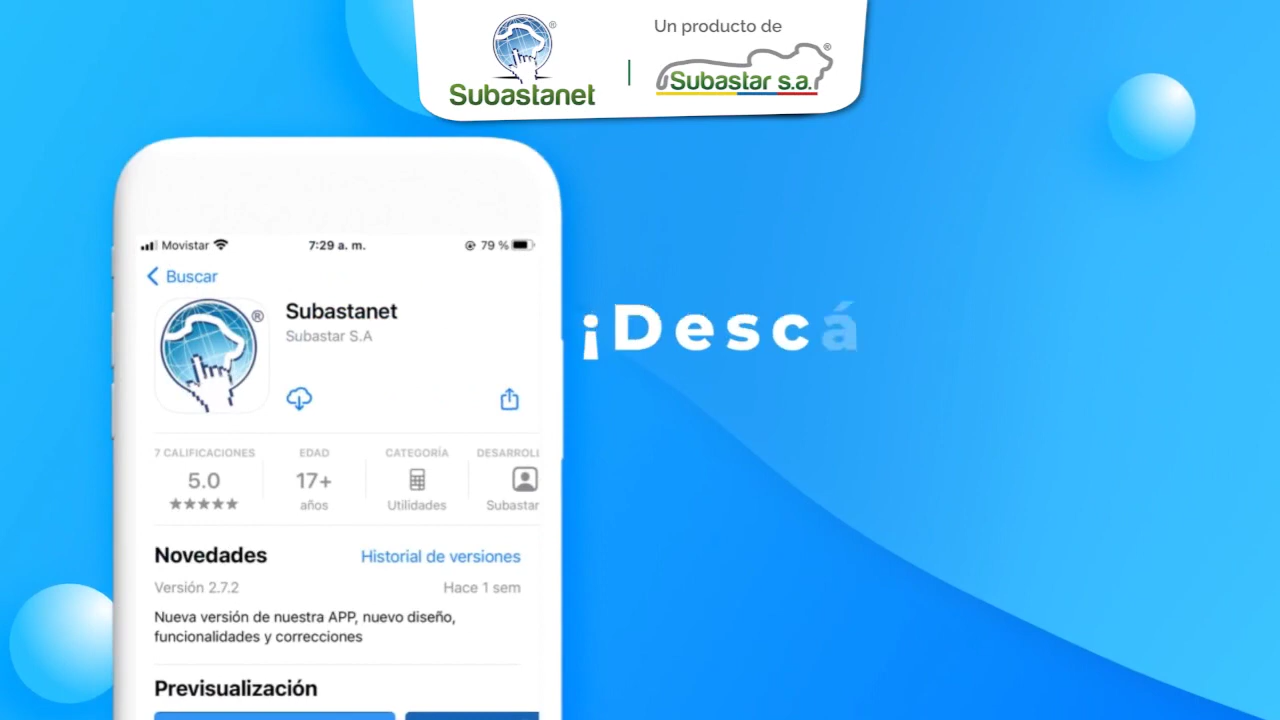 Subastanet
®
Un producto de
Subastar s.a.
®
Movistar
7:29 a. m.
79 %
Buscar
®
Subastanet
Subastar S.A
¡Descá
7 CALIFICACIONES
5.0
EDAD
17+
años
CATEGORÍA
Utilidades
DESARROLL
Subastar
Novedades
Historial de versiones
Versión 2.7.2
Hace 1 sem
Nueva versión de nuestra APP, nuevo diseño,
funcionalidades y correcciones
Previsualización